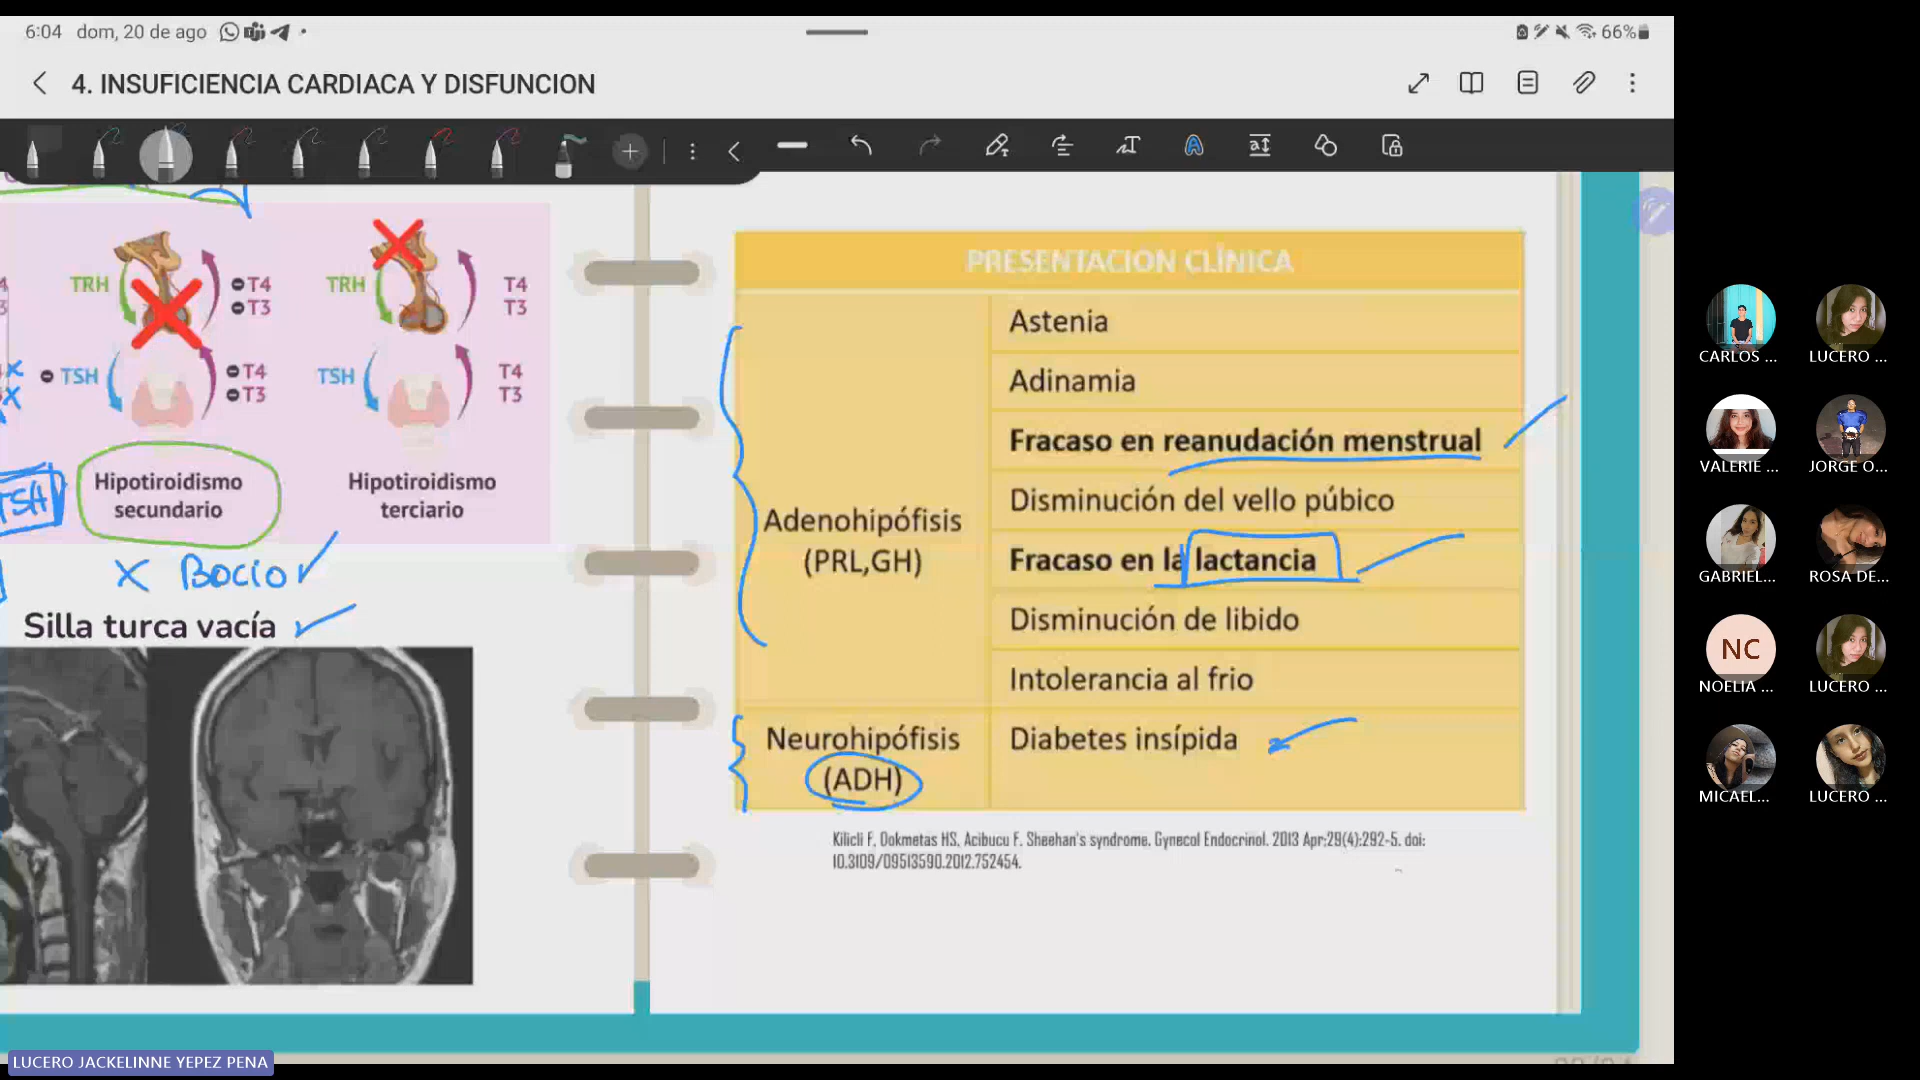 6:04 dom, 20 de ago
66%
4. INSUFICIENCIA CARDIACA Y DISFUNCION
TRH
T4
T3
TSH
T4
T3
Hipotiroidismo
secundario
TRH
T4
T3
TSH
T4
T3
Hipotiroidismo
terciario
TSH
X Bocio
Silla turca vacía
PRESENTACION CLÍNICA
Adenohipófisis
(PRL,GH)
Astenia
Adinamia
Fracaso en reanudación menstrual
Disminución del vello púbico
Fracaso en la lactancia
Disminución de libido
Intolerancia al frio
Neurohipófisis
(ADH)
Diabetes insípida
Kilicli F, Dokmetas HS, Acibucu F. Sheehan's syndrome. Gynecol Endocrinol. 2013 Apr;29(4):292-5. doi:
10.3109/09513590.2012.752454.
CARLOS ...
LUCERO ...
VALERIE ...
JORGE O...
GABRIEL...
ROSA DE...
NC
NOELIA ...
LUCERO ...
MICAEL...
LUCERO ...
LUCERO JACKELINNE YEPEZ PENA